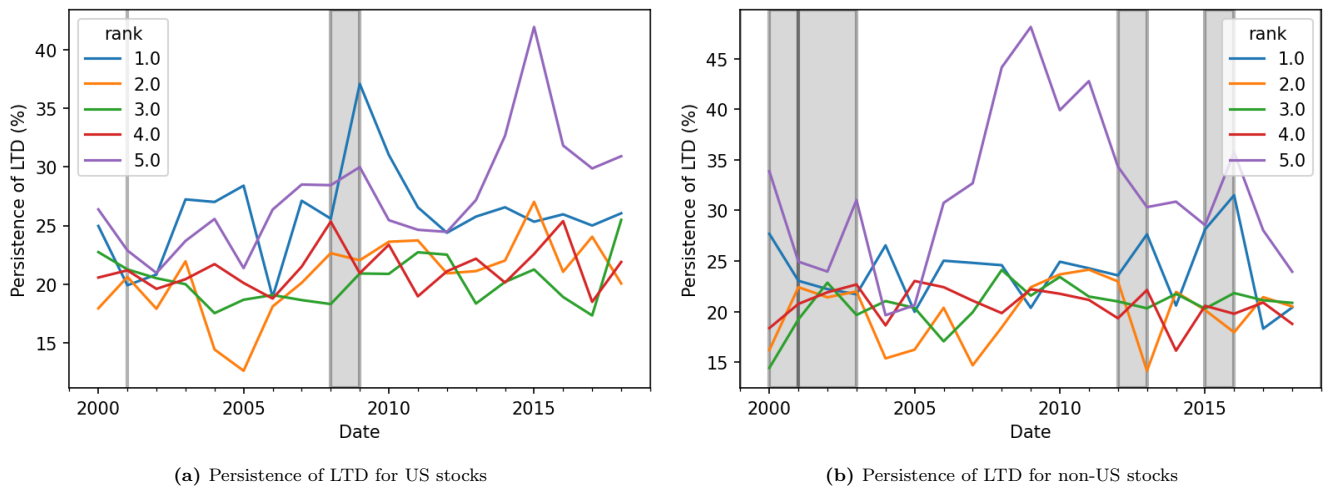 rank
1.0
2.0
3.0
4.0
5.0
40
35
30
25
20
15
Persistence of LTD (%)
2000 2005 2010 2015
Date
(a) Persistence of LTD for US stocks
rank
1.0
2.0
3.0
4.0
5.0
45
40
35
30
25
20
15
Persistence of LTD (%)
2000 2005 2010 2015
Date
(b) Persistence of LTD for non-US stocks